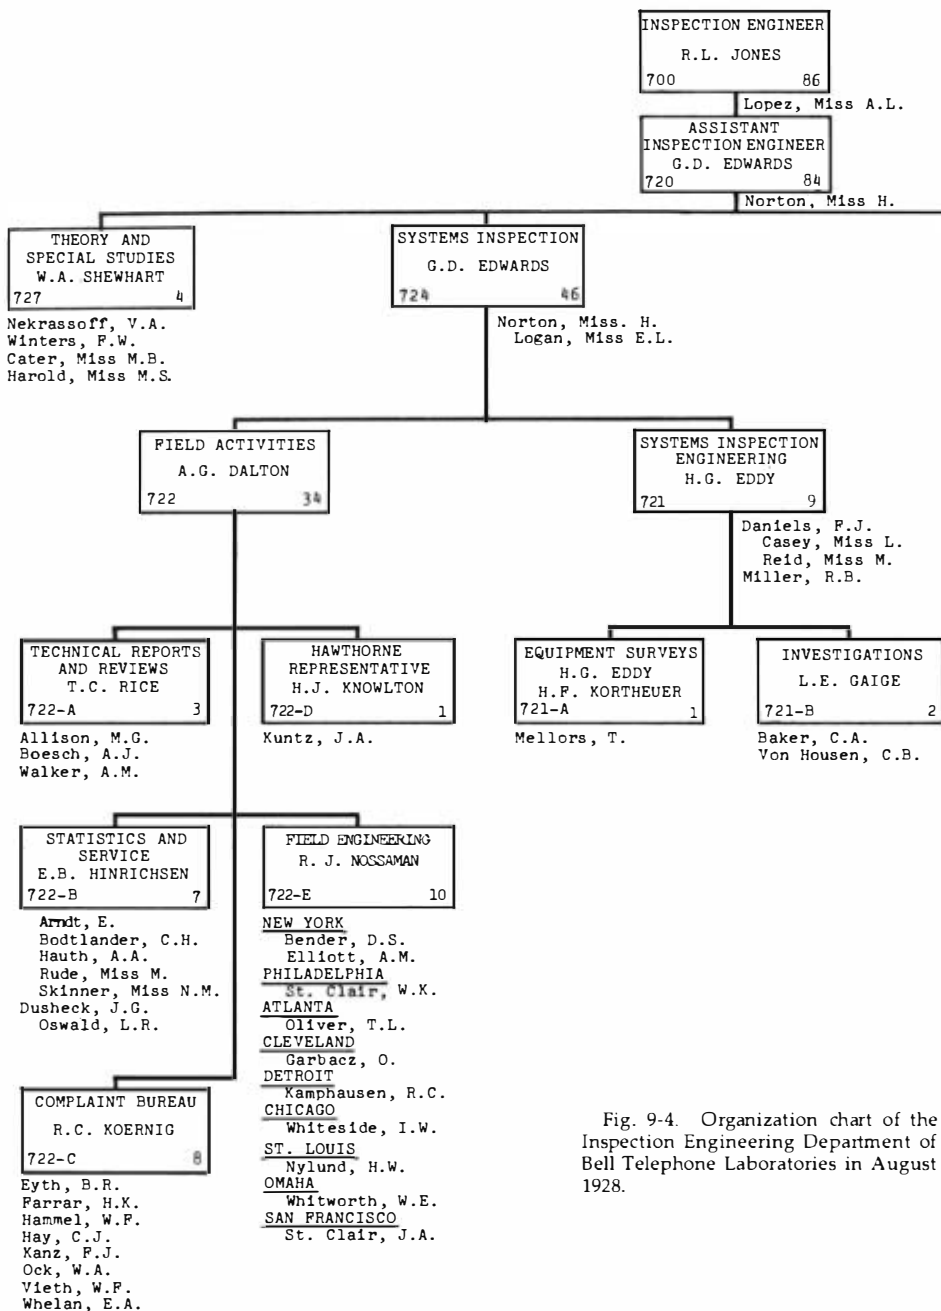 INSPECTION ENGINEER
R.L. JONES
700 86
Lopez, Miss A.L.
ASSISTANT
INSPECTION ENGINEER
G.D. EDWARDS
720 84
Norton, Miss H.
THEORY AND
SPECIAL STUDIES
W.A. SHEWHART
727 4
Nekrassoff, V.A.
Winters, F.W.
Cater, Miss M.B.
Harold, Miss M.S.
SYSTEMS INSPECTION
G.D. EDWARDS
724 46
Norton, Miss. H.
Logan, Miss E.L.
FIELD ACTIVITIES
A.G. DALTON
722 34
SYSTEMS INSPECTION
ENGINEERING
H.G. EDDY
721 9
Daniels, F.J.
Casey, Miss L.
Reid, Miss M.
Miller, R.B.
TECHNICAL REPORTS
AND REVIEWS
T.C. RICE
722-A 3
Allison, M.G.
Boesch, A.J.
Walker, A.M.
HAWTHORNE
REPRESENTATIVE
H.J. KNOWLTON
722-D 1
Kuntz, J.A.
EQUIPMENT SURVEYS
H.G. EDDY
H.F. KORTHEUER
721-A 1
Mellors, T.
INVESTIGATIONS
L.E. GAIGE
721-B 2
Baker, C.A.
Von Housen, C.B.
STATISTICS AND
SERVICE
E.B. HINRICHSEN
722-B 7
Arndt, E.
Bodtlander, C.H.
Hauth, A.A.
Rude, Miss M.
Skinner, Miss N.M.
Dusheck, J.G.
Oswald, L.R.
FIELD ENGINEERING
R. J. NOSSAMAN
722-E 10
NEW YORK
Bender, D.S.
Elliott, A.M.
PHILADELPHIA
St. Clair, W.K.
ATLANTA
Oliver, T.L.
CLEVELAND
Garbacz, O.
DETROIT
Kamphausen, R.C.
CHICAGO
Whiteside, I.W.
ST. LOUIS
Nylund, H.W.
OMAHA
Whitworth, W.E.
SAN FRANCISCO
St. Clair, J.A.
COMPLAINT BUREAU
R.C. KOERNIG
722-C 8
Eyth, B.R.
Farrar, H.K.
Hammel, W.F.
Hay, C.J.
Kanz, F.J.
Ock, W.A.
Vieth, W.F.
Whelan, E.A.
Fig. 9-4. Organization chart of the
Inspection Engineering Department of
Bell Telephone Laboratories in August
1928.